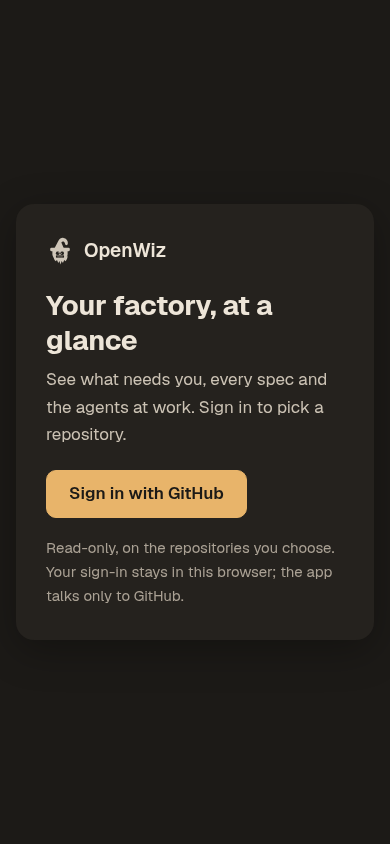 OpenWiz
Your factory, at a
glance
See what needs you, every spec and
the agents at work. Sign in to pick a
repository.
Sign in with GitHub
Read-only, on the repositories you choose.
Your sign-in stays in this browser; the app
talks only to GitHub.